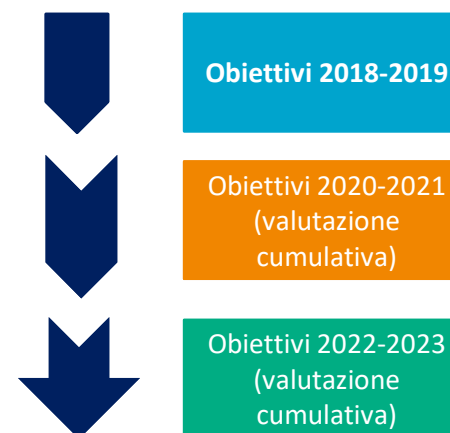 Obiettivi 2018-2019
Obiettivi 2020-2021
(valutazione
cumulativa)
Obiettivi 2022-2023
(valutazione
cumulativa)